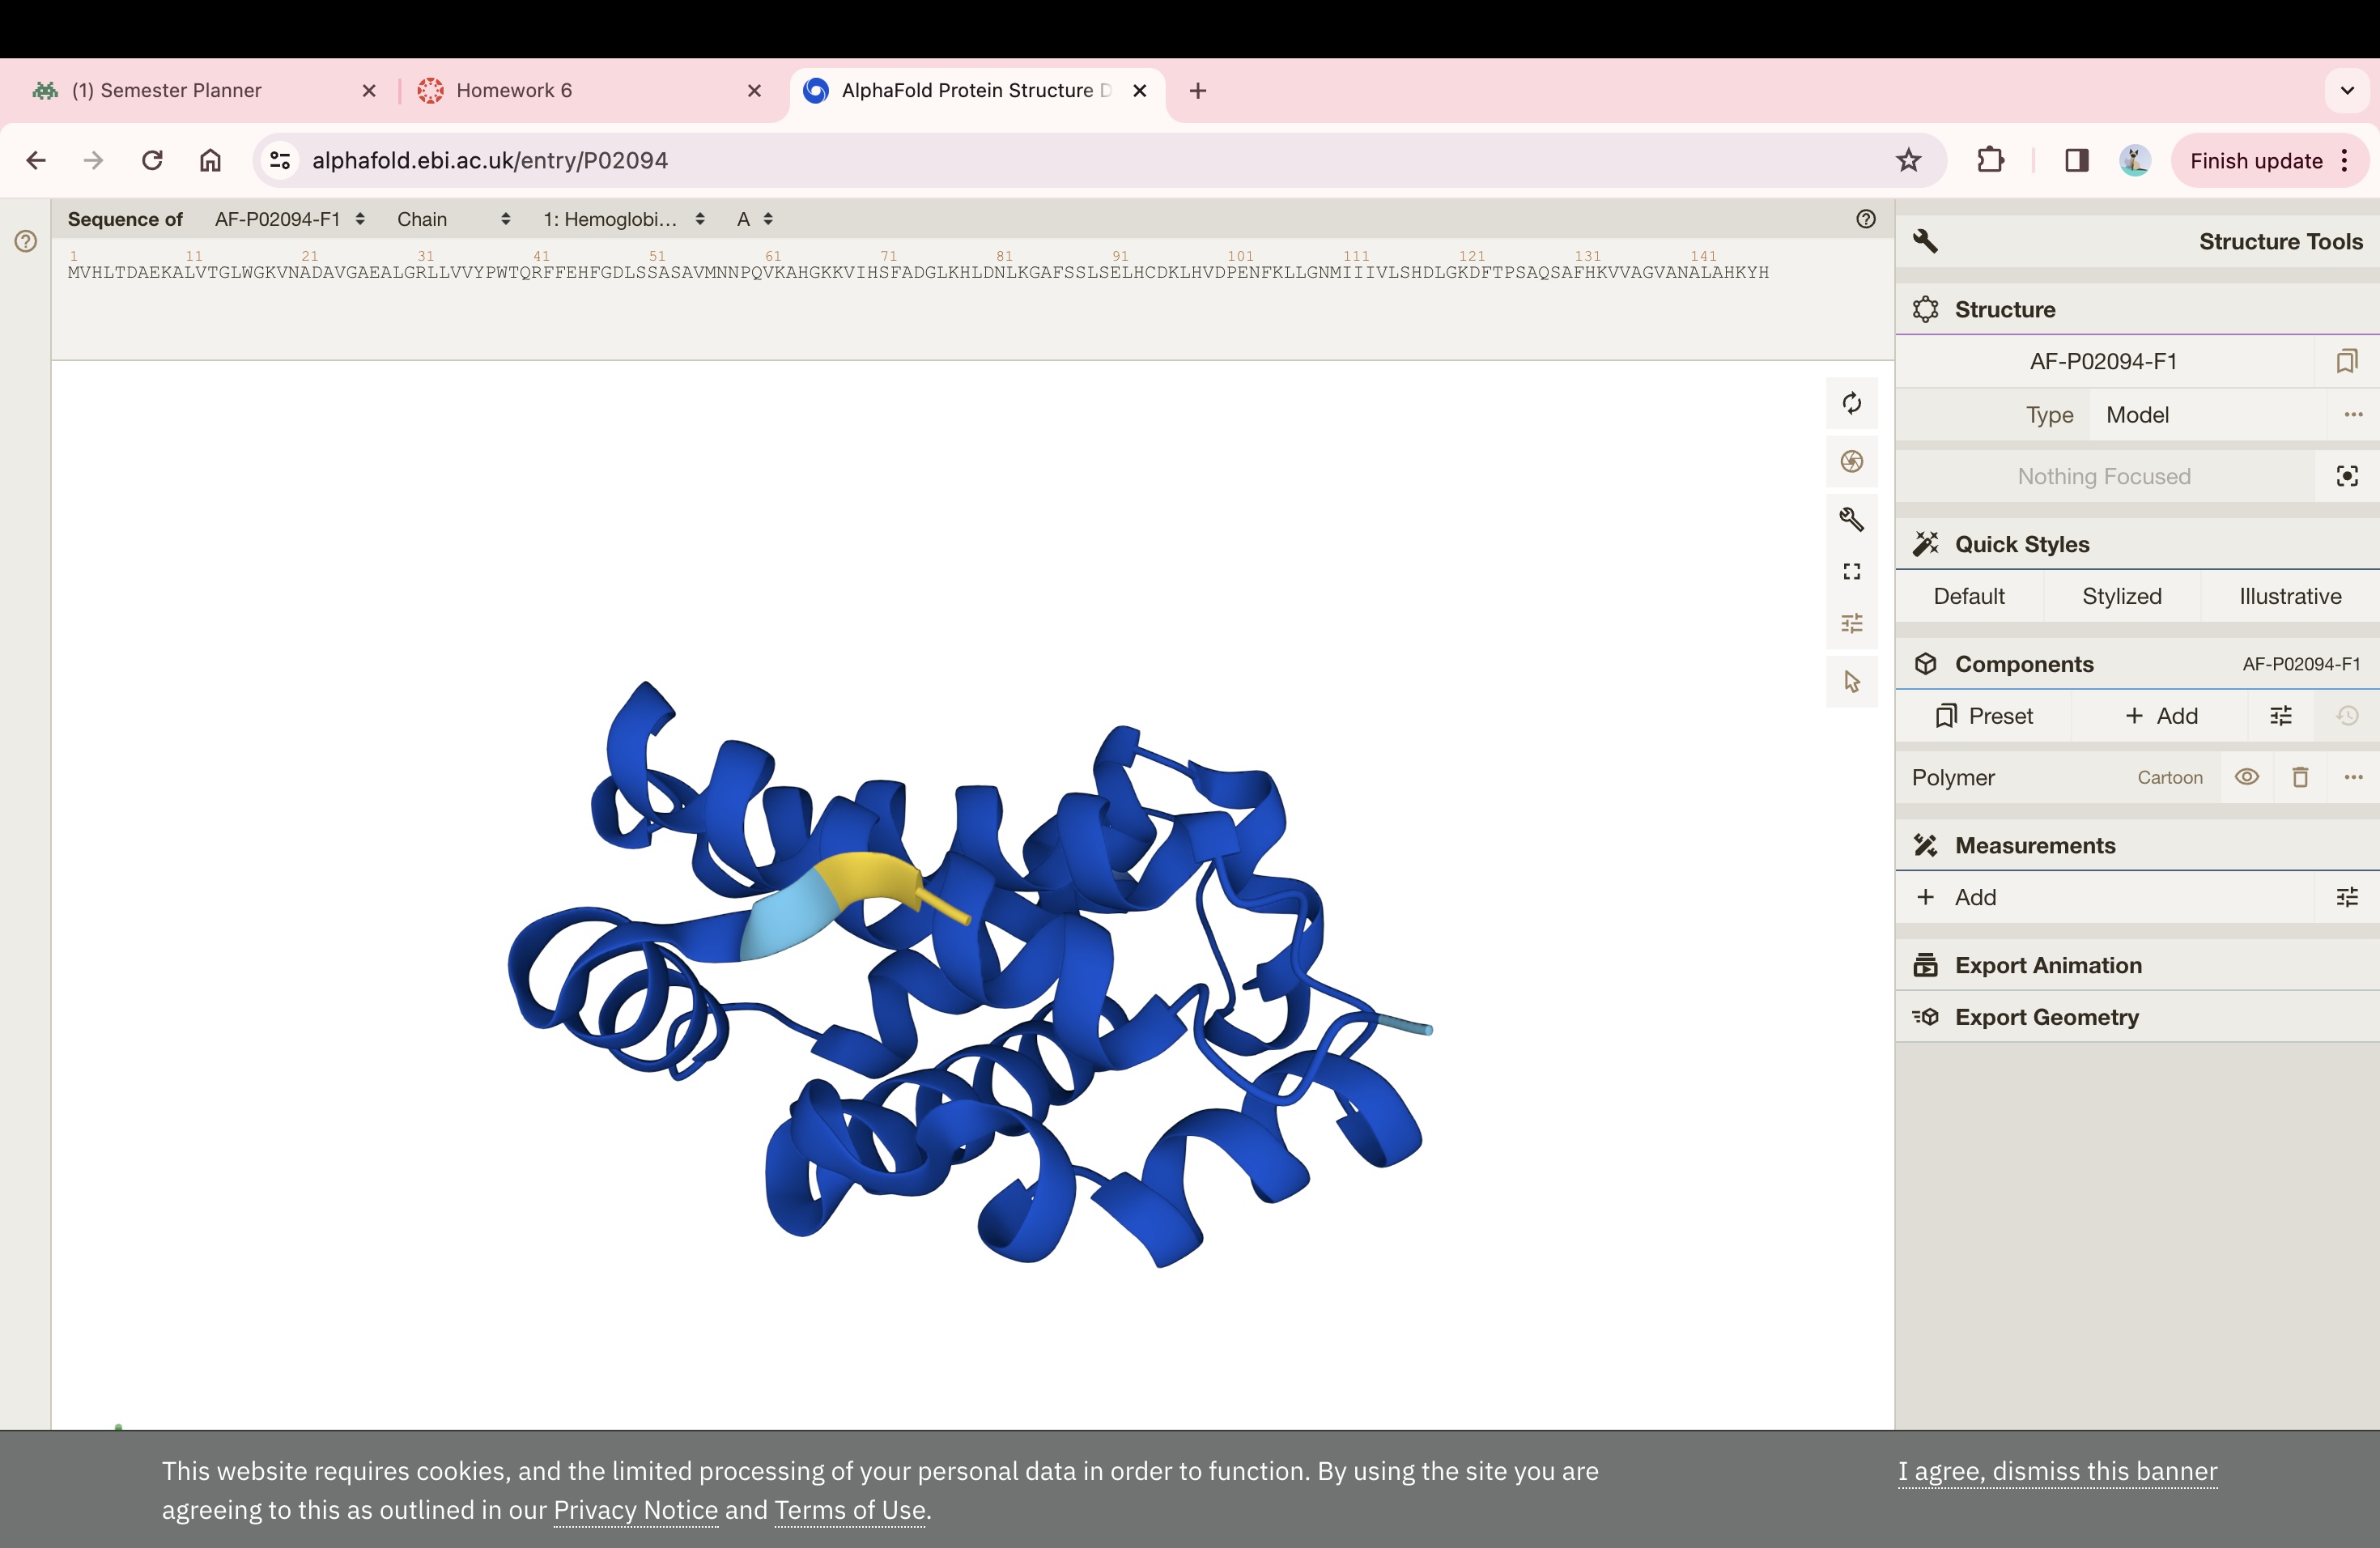 (1) Semester Planner
Homework 6
AlphaFold Protein Structure D
alphafold.ebi.ac.uk/entry/P02094
Finish update
Sequence of AF-P02094-F1 Chain 1: Hemoglobi... A
1 11 21 31 41 51 61 71 81 91 101 111 121 131 141
MVHLTDAEKALVTGLWGKVNADAVGAEALGRLLVVYPWTQRFFEHFGDLSSASAVMNNPQVKAHGKKVIHSFADGLKHLDNLKGAFSSLSELHCDKLHVDPENFKLLGNMIIIVLSHDLGKDFTPSAQSAFHKVVAGVANALAHKYH
Structure Tools
Structure
AF-P02094-F1
Type Model
Nothing Focused
Quick Styles
Default Stylized Illustrative
Components AF-P02094-F1
Preset + Add
Polymer Cartoon
Measurements
+ Add
Export Animation
Export Geometry
This website requires cookies, and the limited processing of your personal data in order to function. By using the site you are
agreeing to this as outlined in our Privacy Notice and Terms of Use.
I agree, dismiss this banner